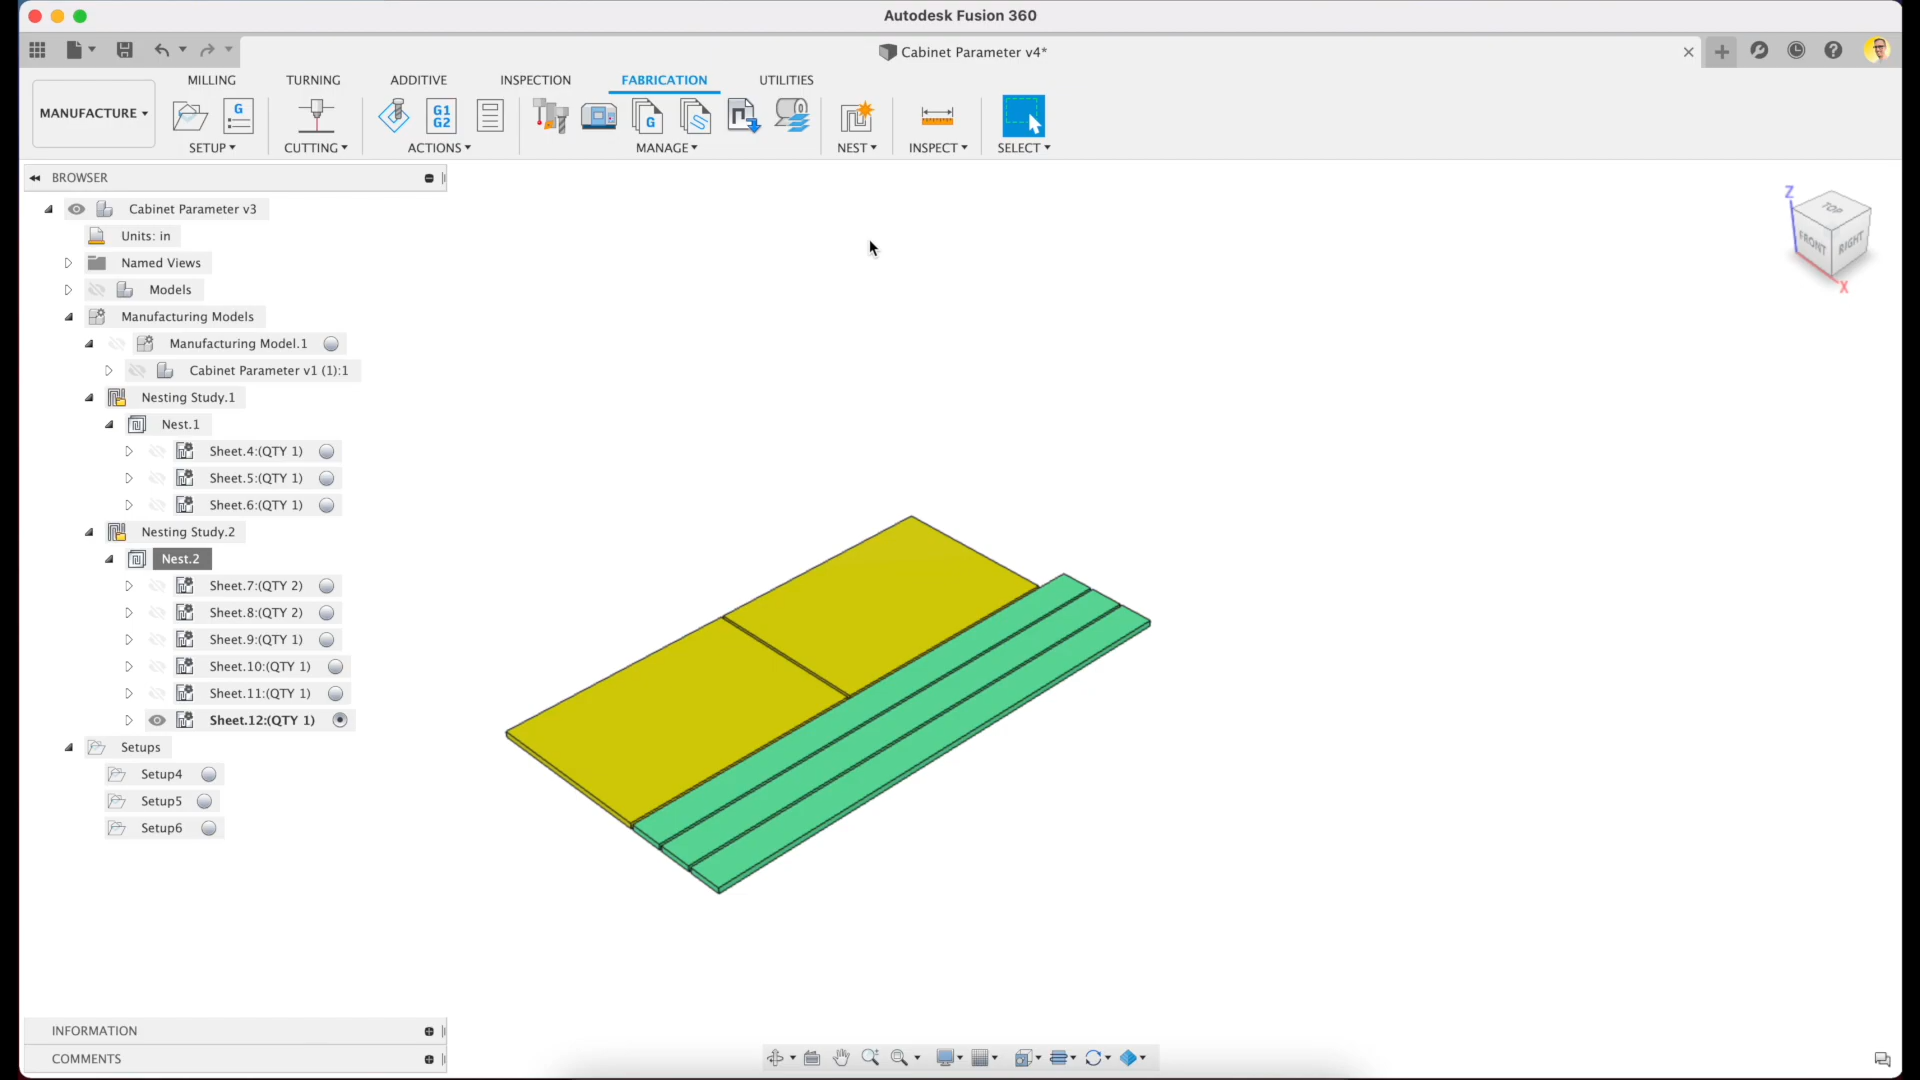 Autodesk Fusion 360
Cabinet Parameter v4*
MILLING TURNING ADDITIVE INSPECTION FABRICATION UTILITIES
MANUFACTURE
G
G1
G2
G
SETUP CUTTING ACTIONS MANAGE NEST INSPECT SELECT
BROWSER
Cabinet Parameter v3
Units: in
Named Views
Models
Manufacturing Models
Manufacturing Model.1
Cabinet Parameter v1 (1):1
Nesting Study.1
Nest.1
Sheet.4:(QTY 1)
Sheet.5:(QTY 1)
Sheet.6:(QTY 1)
Nesting Study.2
Nest.2
Sheet.7:(QTY 2)
Sheet.8:(QTY 2)
Sheet.9:(QTY 1)
Sheet.10:(QTY 1)
Sheet.11:(QTY 1)
Sheet.12:(QTY 1)
Setups
Setup4
Setup5
Setup6
Z
TOP
FRONT RIGHT
X
INFORMATION
COMMENTS